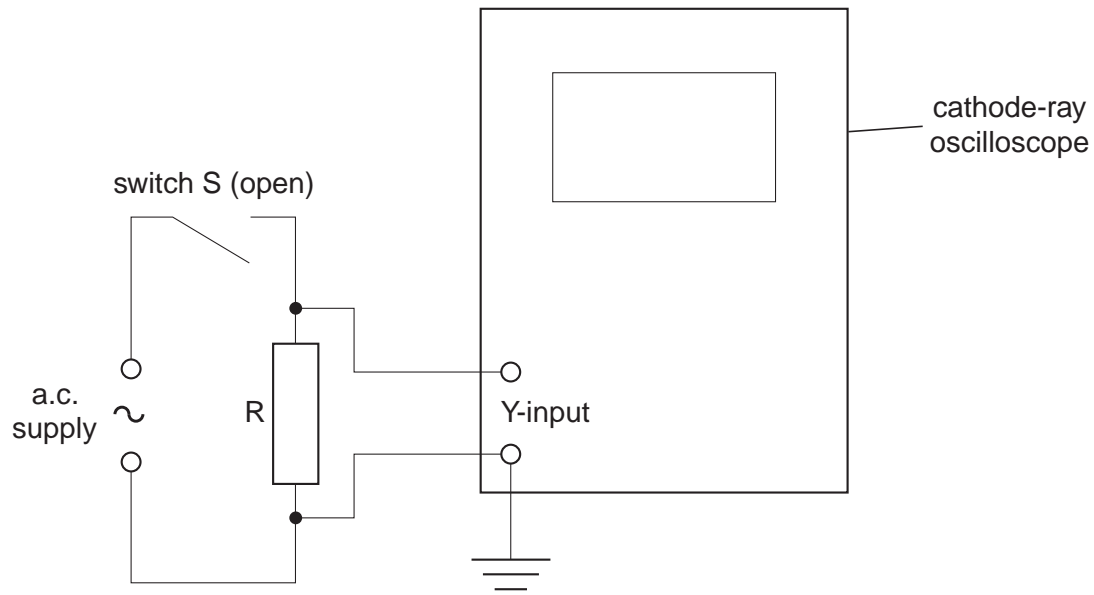 cathode-ray
oscilloscope
switch S (open)
a.c.
supply
R
Y-input